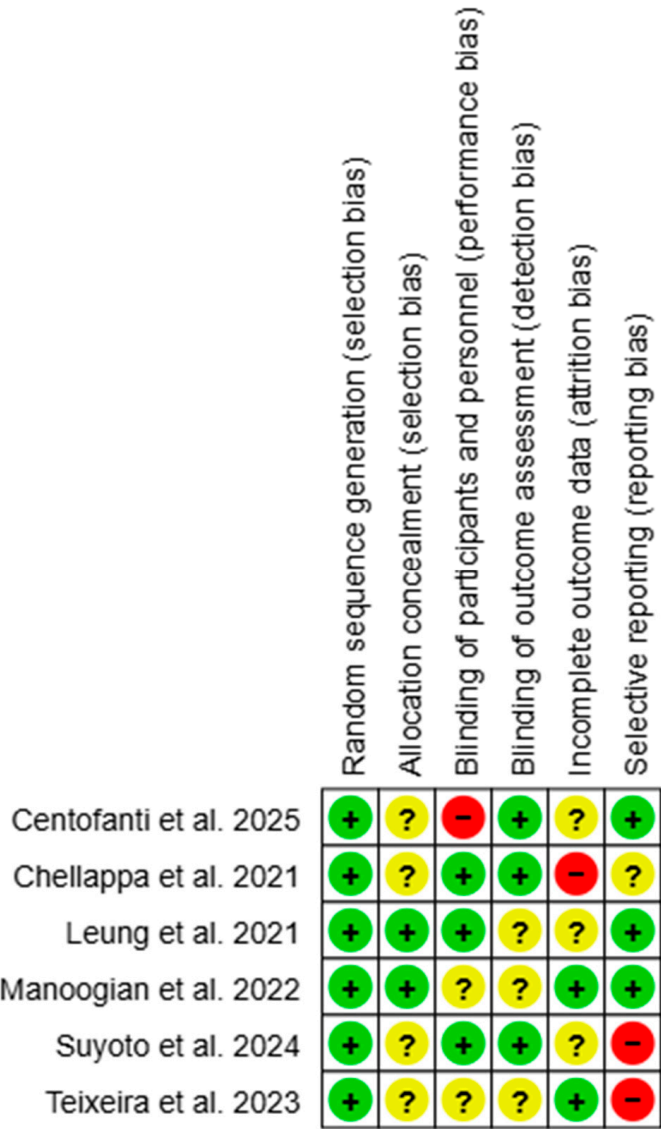 Random sequence generation (selection bias)
Allocation concealment (selection bias)
Blinding of participants and personnel (performance bias)
Blinding of outcome assessment (detection bias)
Incomplete outcome data (attrition bias)
Selective reporting (reporting bias)
Centofanti et al. 2025 + ? − + ? +
Chellappa et al. 2021 + ? + + − ?
Leung et al. 2021 + + + ? ? +
Manoogian et al. 2022 + + ? ? + +
Suyoto et al. 2024 + ? + + ? −
Teixeira et al. 2023 + ? ? ? + −